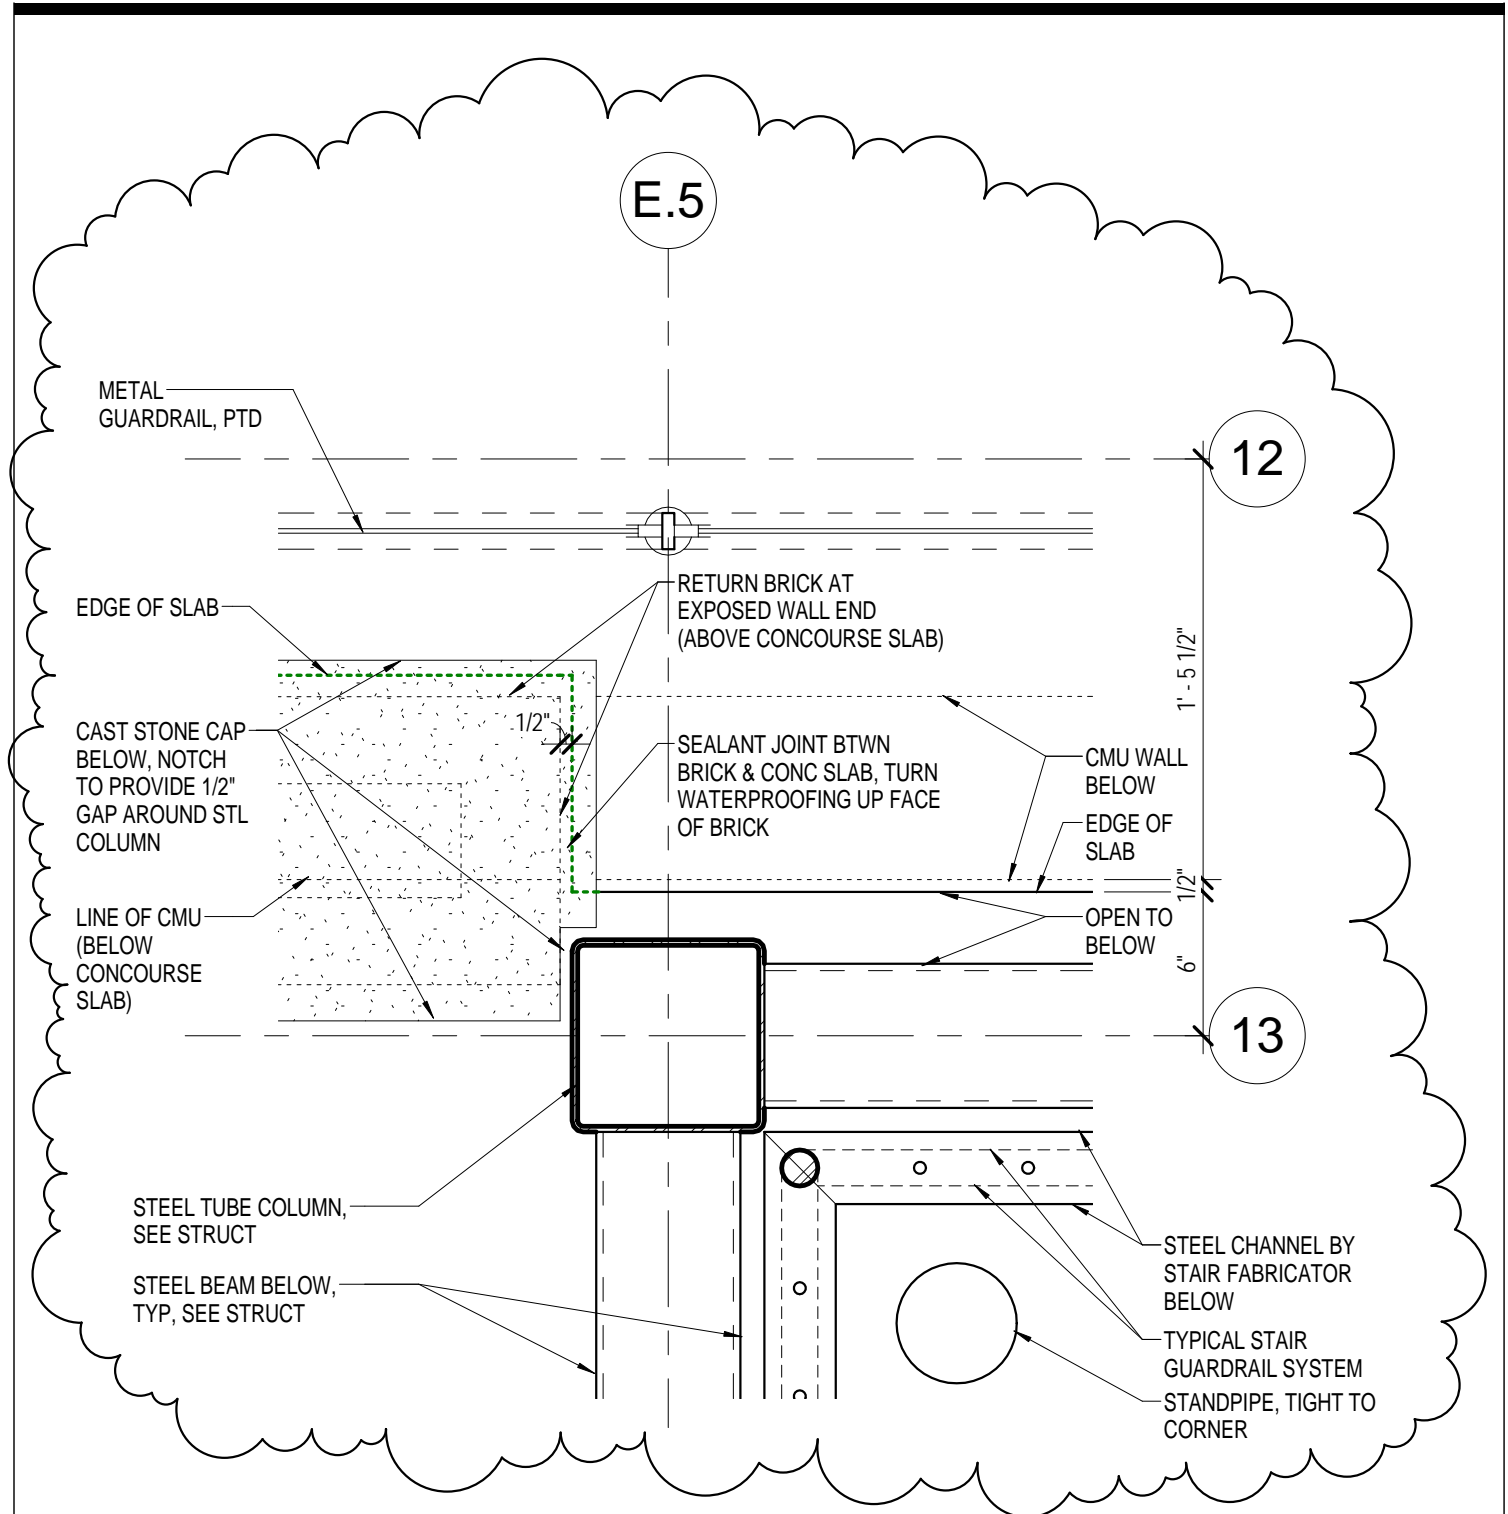 E.5
METAL
GUARDRAIL, PTD
12
EDGE OF SLAB
RETURN BRICK AT
EXPOSED WALL END
(ABOVE CONCOURSE SLAB)
1' - 5 1/2"
CAST STONE CAP
BELOW, NOTCH
TO PROVIDE 1/2"
GAP AROUND STL
COLUMN
1/2"
SEALANT JOINT BTWN
BRICK & CONC SLAB, TURN
WATERPROOFING UP FACE
OF BRICK
CMU WALL
BELOW
EDGE OF
SLAB
1/2"
LINE OF CMU
(BELOW
CONCOURSE
SLAB)
OPEN TO
BELOW
6"
13
STEEL TUBE COLUMN,
SEE STRUCT
STEEL BEAM BELOW,
TYP, SEE STRUCT
STEEL CHANNEL BY
STAIR FABRICATOR
BELOW
TYPICAL STAIR
GUARDRAIL SYSTEM
STANDPIPE, TIGHT TO
CORNER